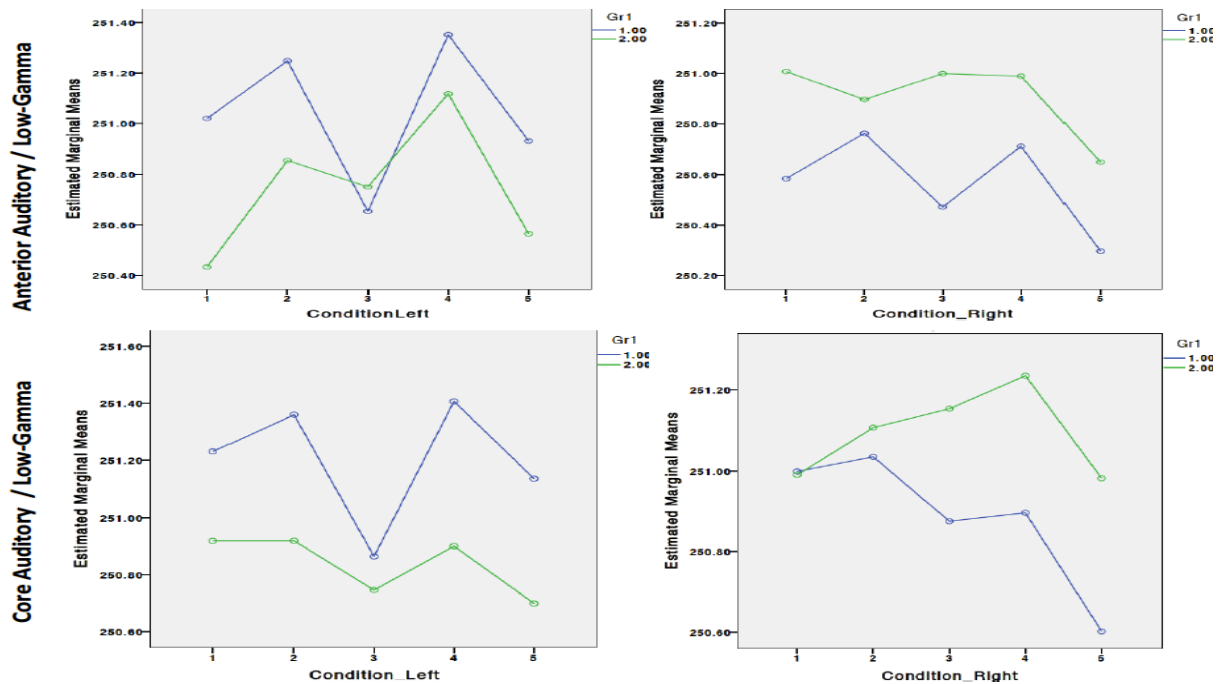 Anterior Auditory / Low-Gamma
Estimated Marginal Means
251.40
251.20
251.00
250.80
250.60
250.40
1 2 3 4 5
ConditionLeft
Gr1
1.00
2.00
Estimated Marginal Means
251.20
251.00
250.80
250.60
250.40
250.20
1 2 3 4 5
Condition_Right
Gr1
1.00
2.00
Core Auditory / Low-Gamma
Estimated Marginal Means
251.60
251.40
251.20
251.00
250.80
250.60
1 2 3 4 5
Condition_Left
Gr1
1.00
2.00
Estimated Marginal Means
251.20
251.00
250.80
250.60
1 2 3 4 5
Condition_Right
Gr1
1.00
2.00